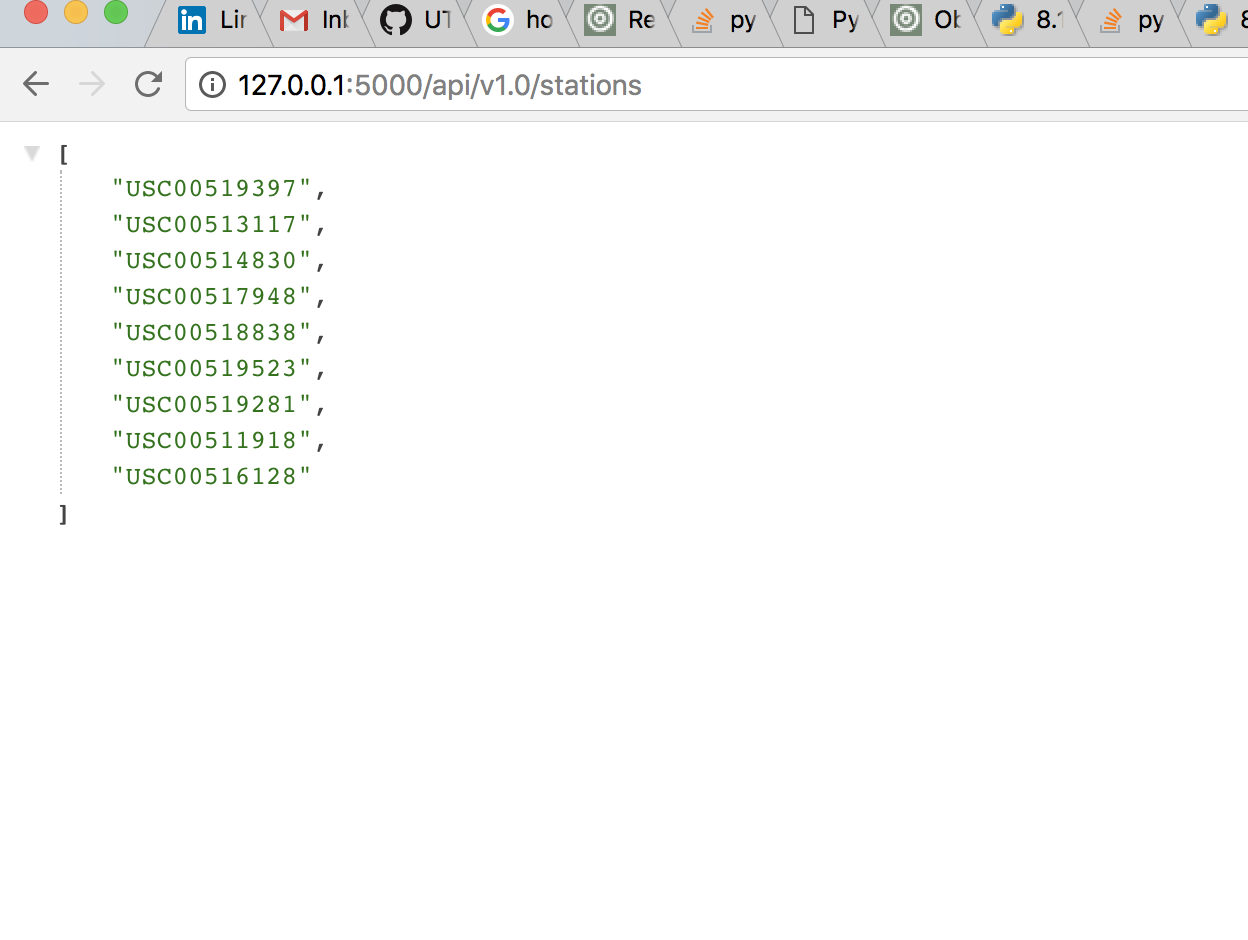 in Lir Inb UT G ho Re py Py Ob 8.1 py 8
127.0.0.1:5000/api/v1.0/stations
[
"USC00519397",
"USC00513117",
"USC00514830",
"USC00517948",
"USC00518838",
"USC00519523",
"USC00519281",
"USC00511918",
"USC00516128"
]